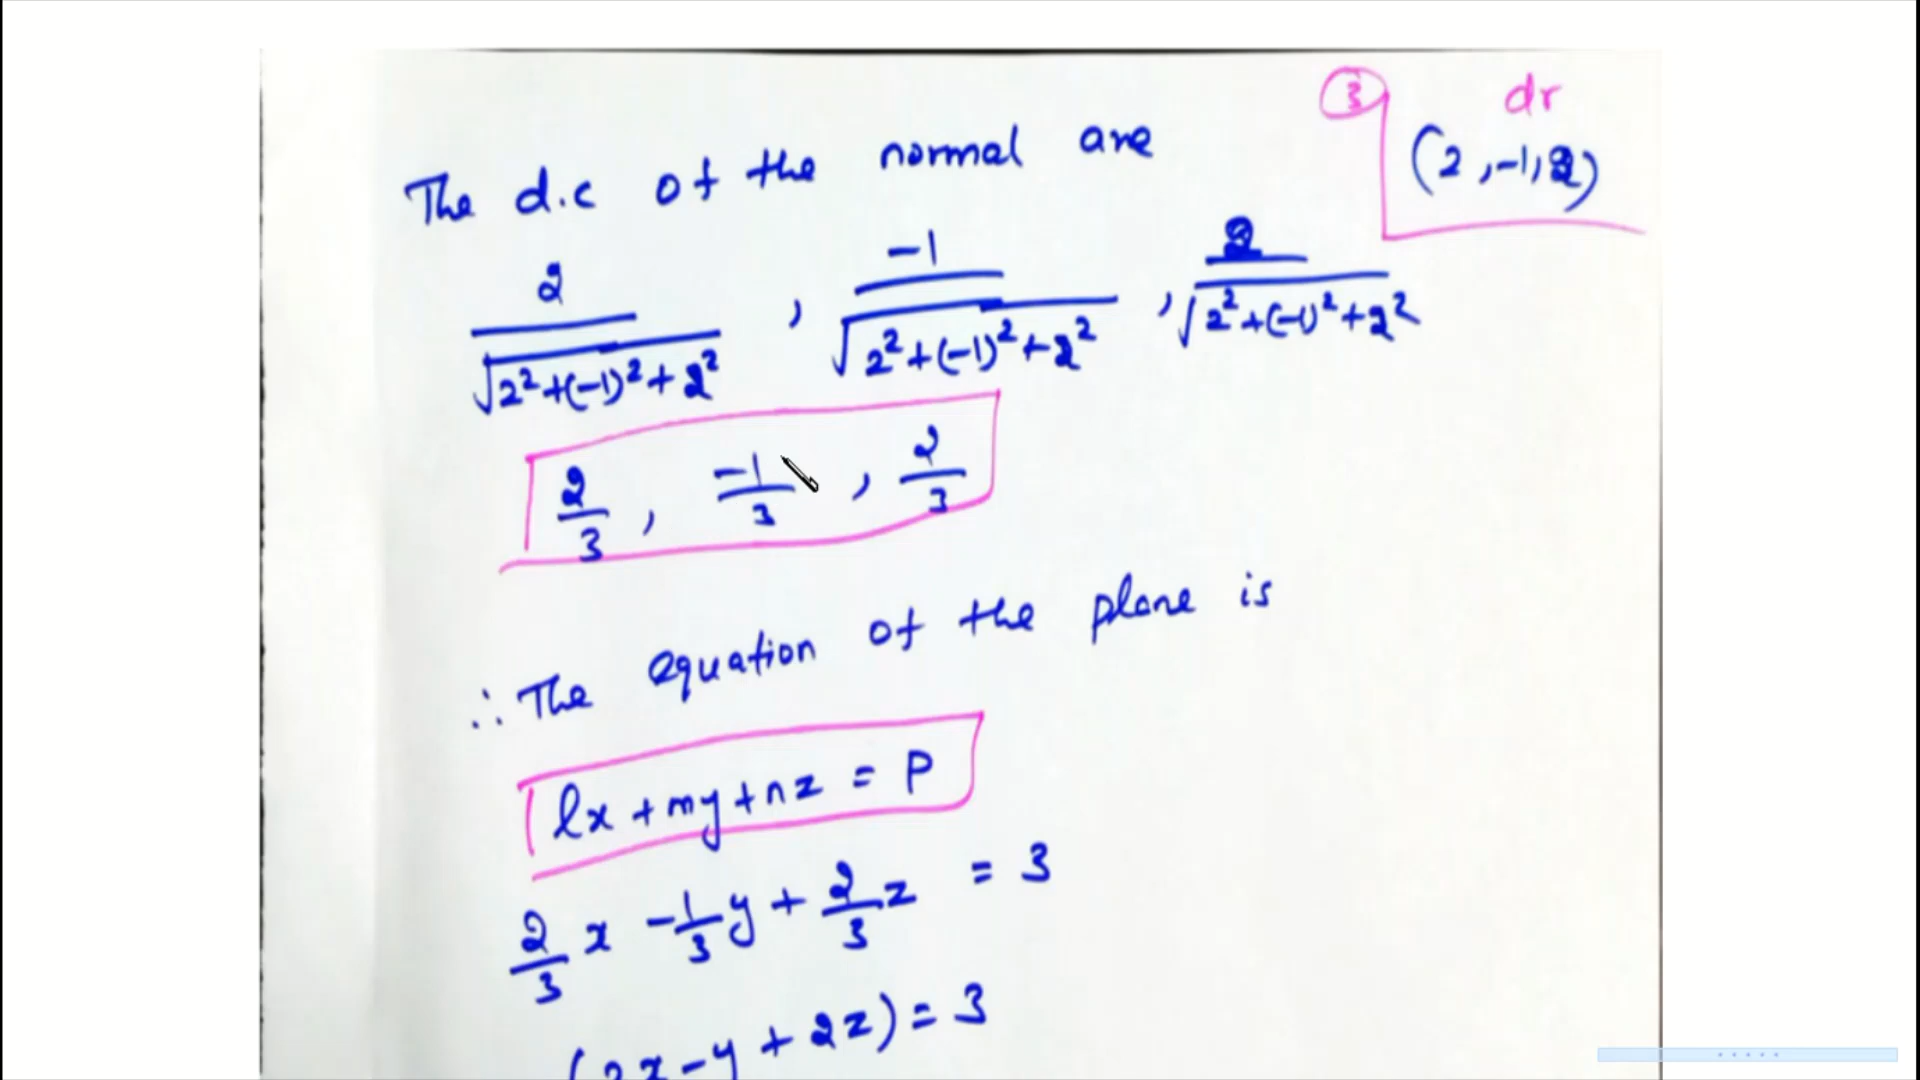 ③ dr
(2, -1, 2)
The d.c of the normal are
2/√(2²+(-1)²+2²) , -1/√(2²+(-1)²+2²) , 2/√(2²+(-1)²+2²)
2/3 , -1/3 , 2/3
∴ The equation of the plane is
lx+my+nz = P
2/3 x -1/3 y + 2/3 z = 3
(2x-y+2z) = 3